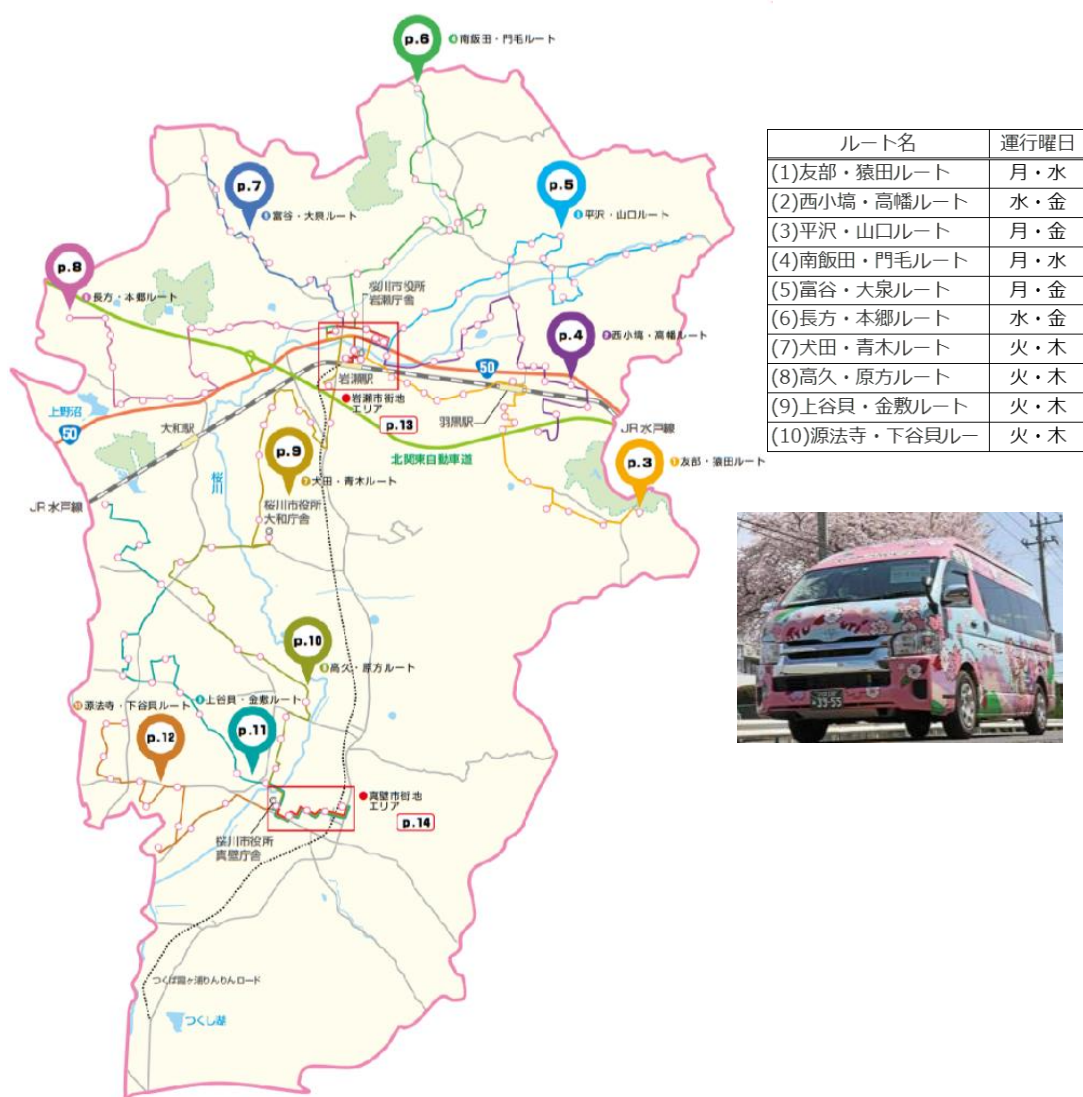 p.6
④南飯田・門毛ルート
p.7
⑤富谷・大泉ルート
p.5
③平沢・山口ルート
p.8
⑥長方・本郷ルート
桜川市役所
岩瀬庁舎
p.4
②西小塙・高幡ルート
50
岩瀬駅
●岩瀬市街地
エリア
p.13
羽黒駅
上野沼
50
大和駅
JR水戸線
北関東自動車道
p.9
⑦犬田・青木ルート
p.3
①友部・猿田ルート
桜川
JR水戸線
桜川市役所
大和庁舎
p.10
⑧高久・原方ルート
⑨上谷貝・金敷ルート
⑩源法寺・下谷貝ルート
p.12
p.11
●真壁市街地
エリア
p.14
桜川市役所
真壁庁舎
つくば霞ヶ浦りんりんロード
つくし湖
ルート名 運行曜日
(1)友部・猿田ルート 月・水
(2)西小塙・高幡ルート 水・金
(3)平沢・山口ルート 月・金
(4)南飯田・門毛ルート 月・水
(5)富谷・大泉ルート 月・金
(6)長方・本郷ルート 水・金
(7)犬田・青木ルート 火・木
(8)高久・原方ルート 火・木
(9)上谷貝・金敷ルート 火・木
(10)源法寺・下谷貝ルー 火・木
33-55